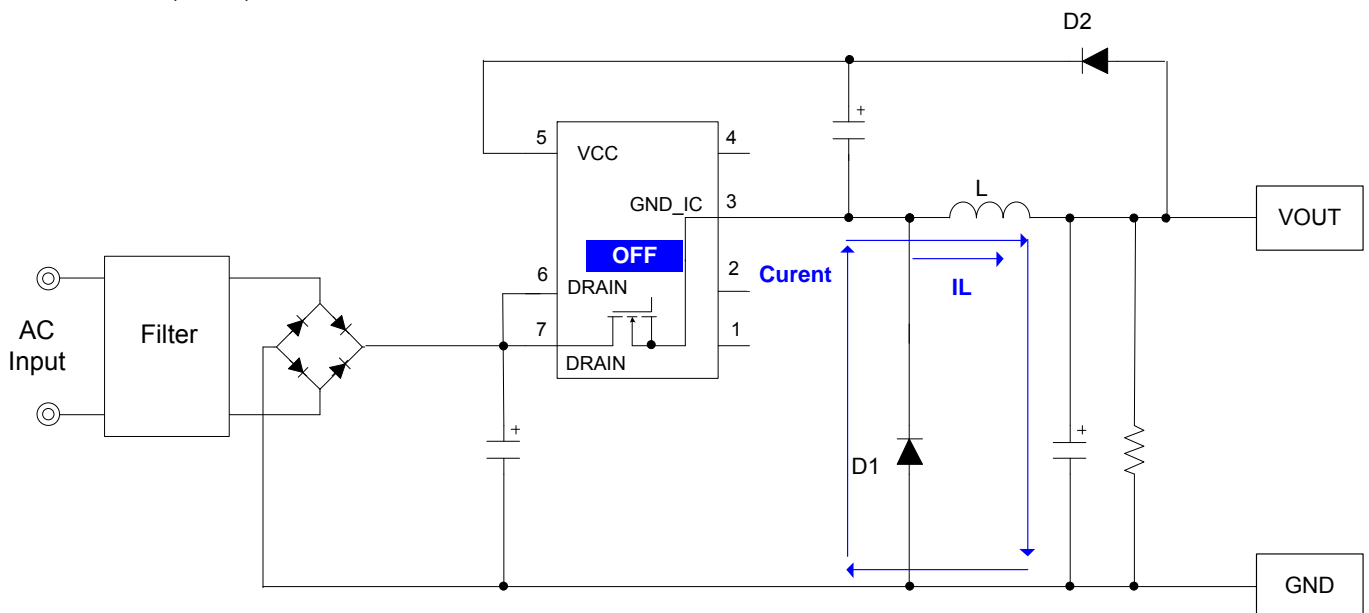 D2
+
5
4
VCC
GND_IC
3
L
VOUT
OFF
Curent
IL
6
2
DRAIN
AC
Input
Filter
7
1
DRAIN
+
D1
+
GND